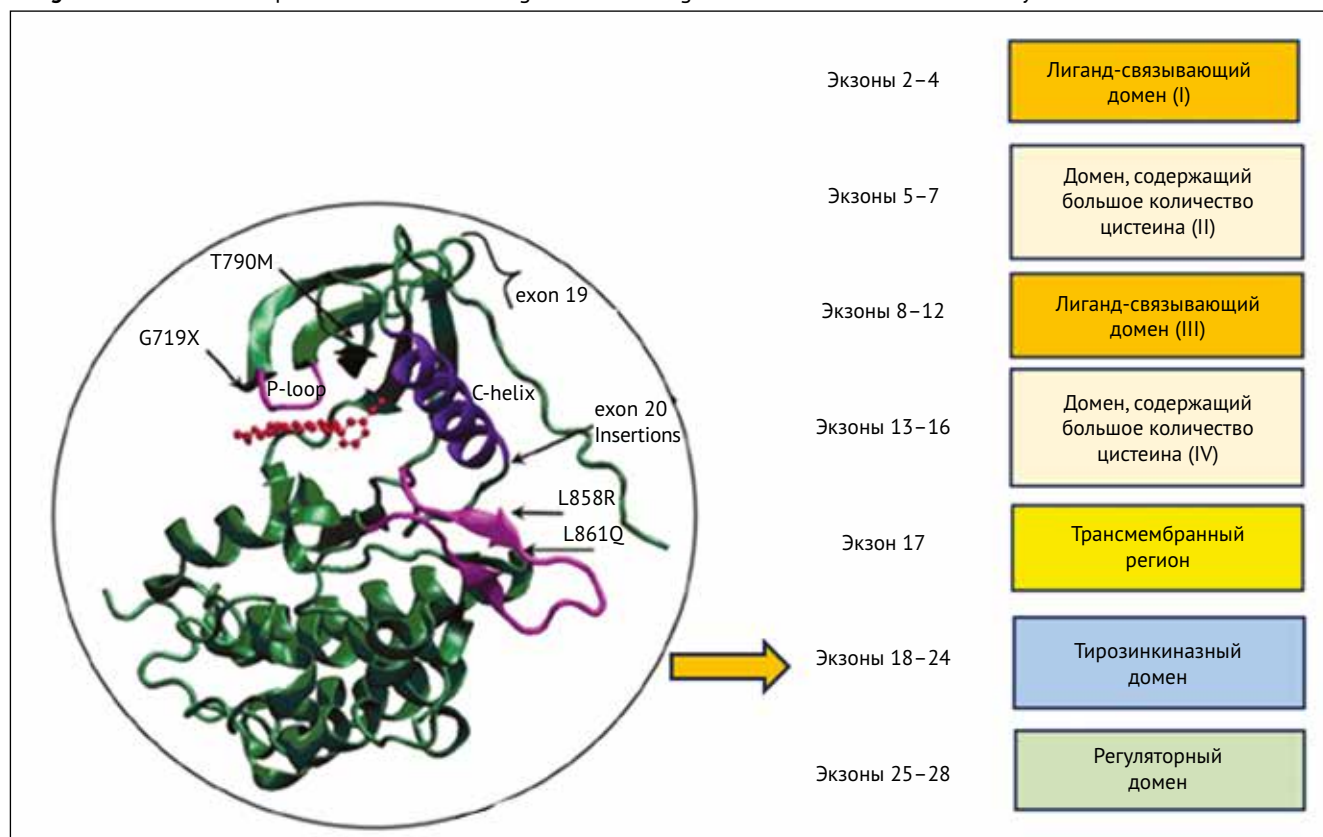 T790M
exon 19
G719X
P-loop
C-helix
exon 20
Insertions
L858R
L861Q
Экзоны 2–4
Лиганд-связывающий
домен (I)
Экзоны 5–7
Домен, содержащий
большое количество
цистеина (II)
Экзоны 8–12
Лиганд-связывающий
домен (III)
Экзоны 13–16
Домен, содержащий
большое количество
цистеина (IV)
Экзон 17
Трансмембранный
регион
Экзоны 18–24
Тирозинкиназный
домен
Экзоны 25–28
Регуляторный
домен